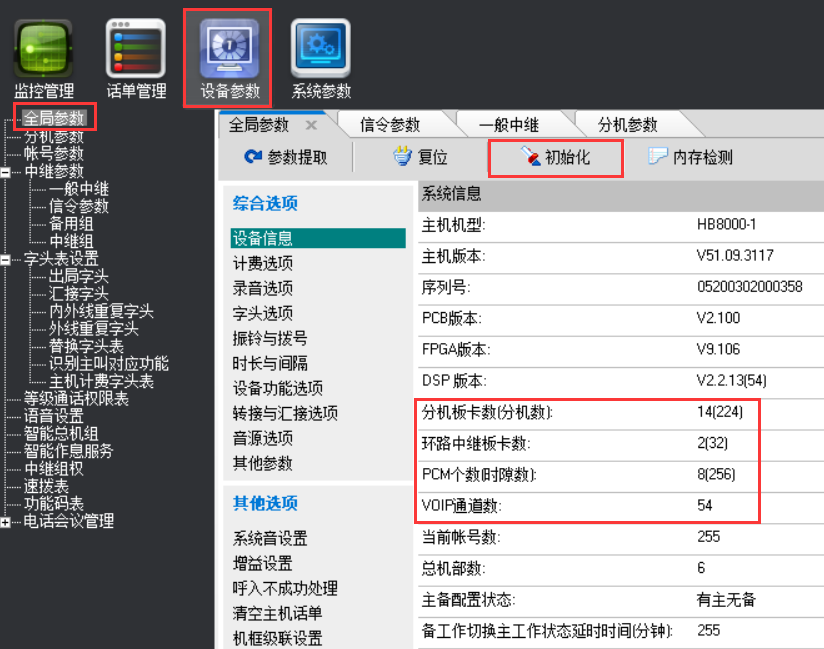 监控管理
话单管理
设备参数
系统参数
全局参数
分机参数
帐号参数
中继参数
一般中继
信令参数
备用组
中继组
字头表设置
出局字头
汇接字头
内外线重复字头
外线重复字头
替换字头表
识别主叫对应功能
主机计费字头表
等级通话权限表
语音设置
智能总机组
智能作息服务
中继组权
速拨表
功能码表
电话会议管理
全局参数
信令参数
一般中继
分机参数
参数提取
复位
初始化
内存检测
综合选项
设备信息
计费选项
录音选项
字头选项
振铃与拨号
时长与间隔
设备功能选项
转接与汇接选项
音源选项
其他参数
其他选项
系统音设置
增益设置
呼入不成功处理
清空主机话单
机框级联设置
系统信息
主机机型: HB8000-1
主机版本: V51.09.3117
序列号: 05200302000358
PCB版本: V2.100
FPGA版本: V9.106
DSP 版本: V2.2.13(54)
分机板卡数(分机数): 14(224)
环路中继板卡数: 2(32)
PCM个数(时隙数): 8(256)
VOIP通道数: 54
当前帐号数: 255
总机部数: 6
主备配置状态: 有主无备
备工作切换主工作状态延时时间(分钟): 255